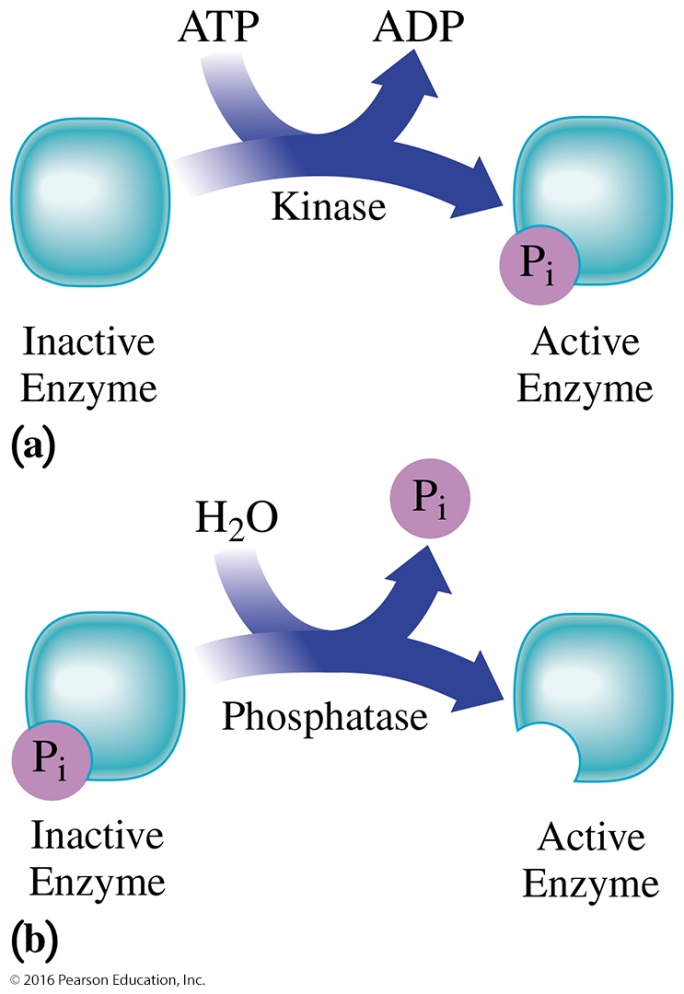 ATP ADP
Kinase
Pᵢ
Inactive
Enzyme
Active
Enzyme
(a)
Pᵢ
H₂O
Phosphatase
Pᵢ
Inactive
Enzyme
Active
Enzyme
(b)
© 2016 Pearson Education, Inc.